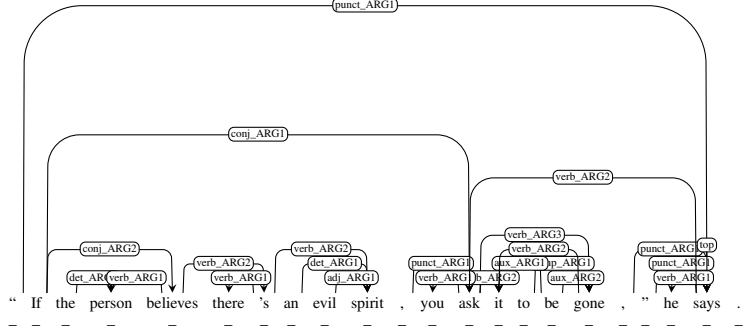 punct_ARG1
conj_ARG1
verb_ARG2
verb_ARG3
conj_ARG2 verb_ARG2 verb_ARG2 punct_ARG1 top
verb_ARG2 det_ARG1 punct_ARG1 aux_ARG1 punct_ARG1
verb_ARG1 verb_ARG1 adj_ARG1 verb_ARG1 aux_ARG2 verb_ARG1
“ If the person believes there 's an evil spirit , you ask it to be gone , ” he says .